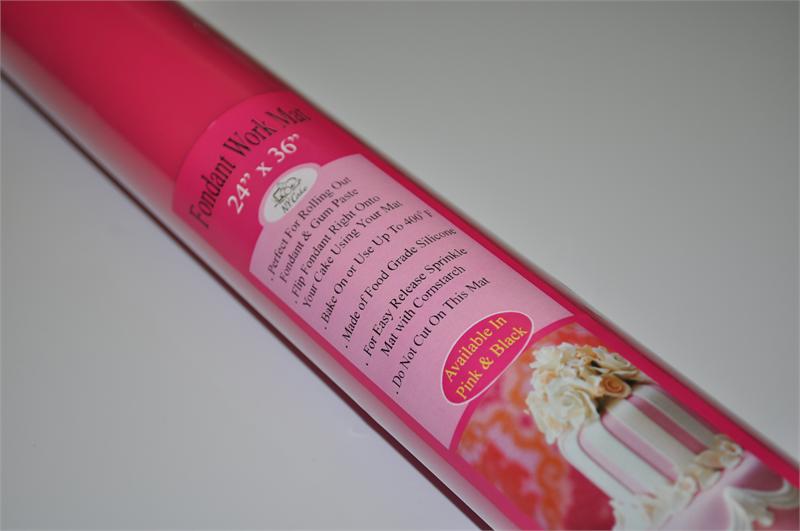 Fondant Work Mat
24" x 36"
NY Cake
. Perfect For Rolling Out
Fondant & Gum Paste
. Flip Fondant Right Onto
Your Cake Using Your Mat
. Bake On or Use Up To 400° F
. Made of Food Grade Silicone
. For Easy Release Sprinkle
Mat with Cornstarch
. Do Not Cut On This Mat
Available In
Pink & Black